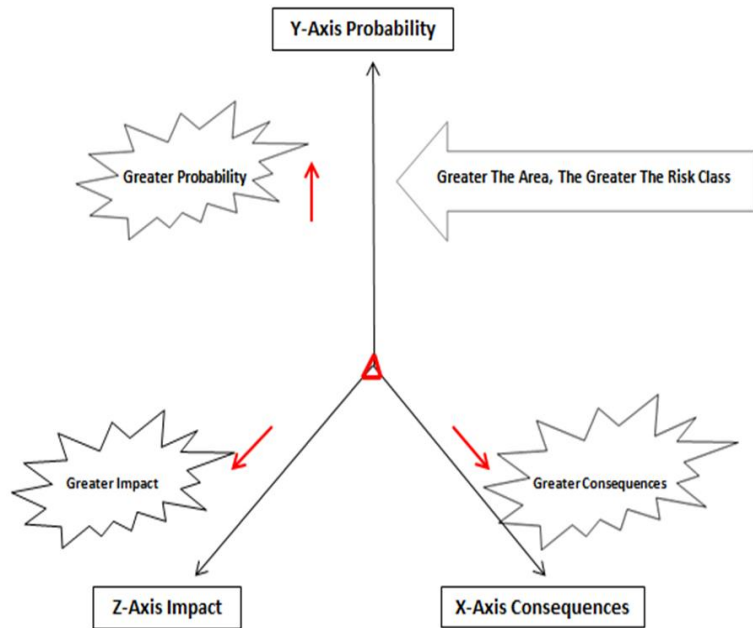 Y-Axis Probability
Greater Probability
Greater The Area, The Greater The Risk Class
Greater Impact
Greater Consequences
Z-Axis Impact
X-Axis Consequences